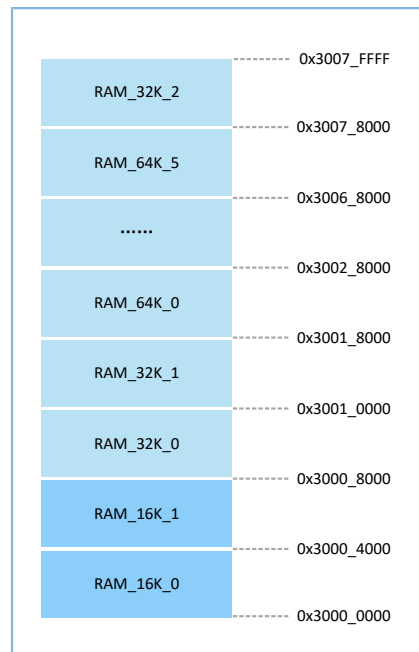 0x3007_FFFF
RAM_32K_2
0x3007_8000
RAM_64K_5
0x3006_8000
......
0x3002_8000
RAM_64K_0
0x3001_8000
RAM_32K_1
0x3001_0000
RAM_32K_0
0x3000_8000
RAM_16K_1
0x3000_4000
RAM_16K_0
0x3000_0000